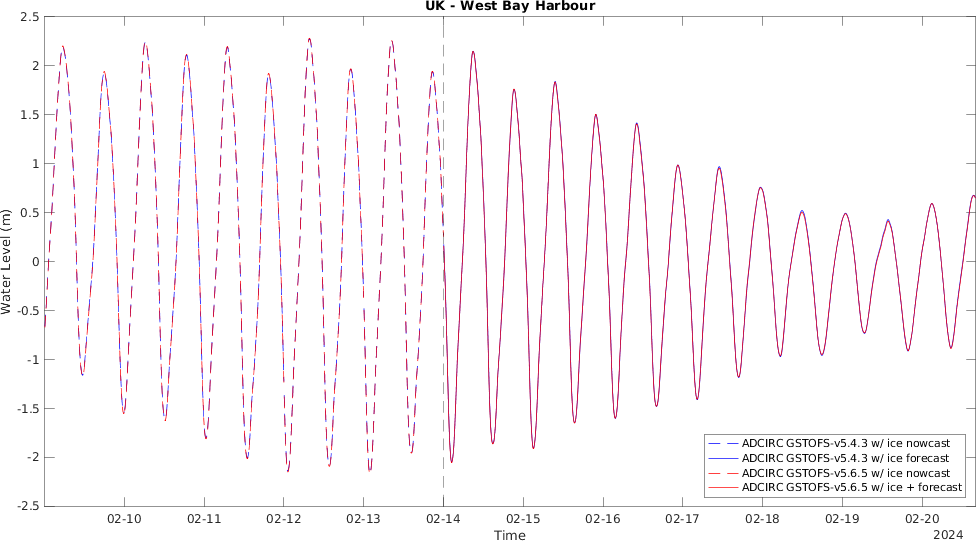 UK - West Bay Harbour
2.5
2
1.5
1
0.5
0
-0.5
-1
-1.5
-2
-2.5
Water Level (m)
ADCIRC GSTOFS-v5.4.3 w/ ice nowcast
ADCIRC GSTOFS-v5.4.3 w/ ice forecast
ADCIRC GSTOFS-v5.6.5 w/ ice nowcast
ADCIRC GSTOFS-v5.6.5 w/ ice + forecast
02-10 02-11 02-12 02-13 02-14 02-15 02-16 02-17 02-18 02-19 02-20
Time
2024